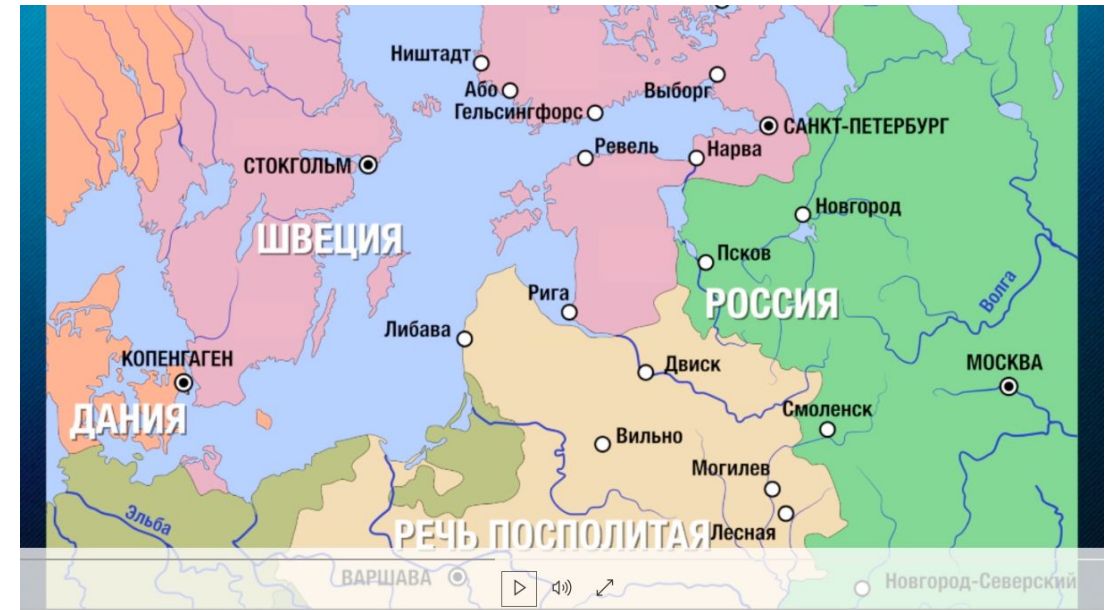 Ништадт
Або
Гельсингфорс
Выборг
САНКТ-ПЕТЕРБУРГ
СТОКГОЛЬМ
Ревель
Нарва
Новгород
ШВЕЦИЯ
Псков
Рига
РОССИЯ
Волга
Либава
КОПЕНГАГЕН
Двиск
МОСКВА
ДАНИЯ
Смоленск
Вильно
Могилев
Эльба
РЕЧЬ ПОСПОЛИТАЯ
Лесная
ВАРШАВА
Новгород-Северский